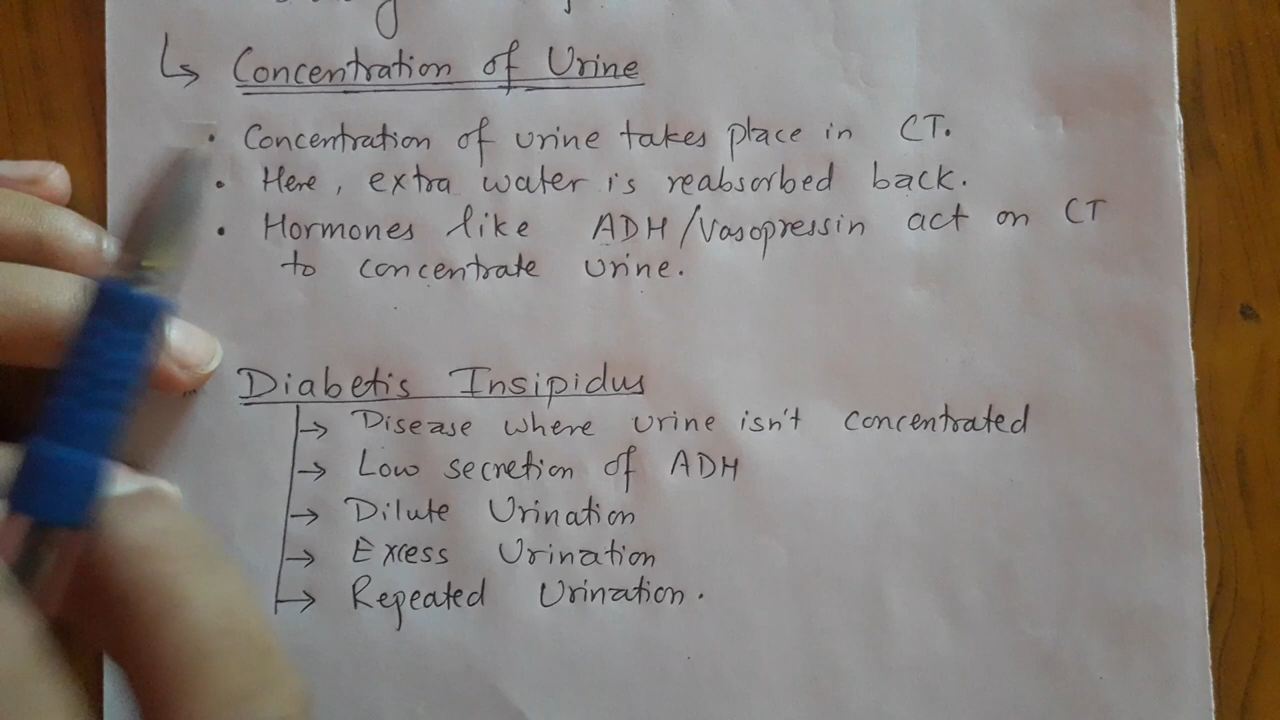 ↳ Concentration of Urine
• Concentration of urine takes place in CT.
• Here, extra water is reabsorbed back.
• Hormones like ADH/Vasopressin act on CT
to concentrate urine.
Diabetis Insipidus
→ Disease where urine isn't concentrated
→ Low secretion of ADH
→ Dilute Urination
→ Excess Urination
→ Repeated Urination.